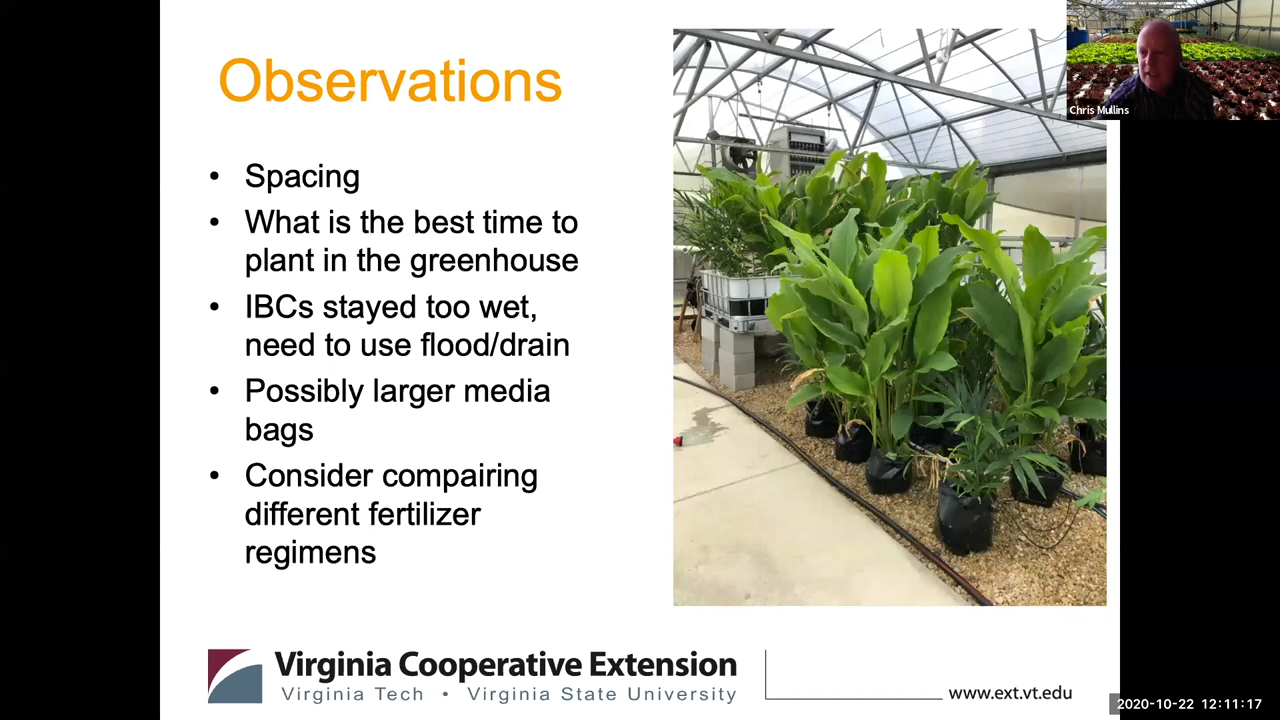 Observations
• Spacing
• What is the best time to
plant in the greenhouse
• IBCs stayed too wet,
need to use flood/drain
• Possibly larger media
bags
• Consider compairing
different fertilizer
regimens
Chris Mullins
Virginia Cooperative Extension
Virginia Tech • Virginia State University
www.ext.vt.edu
2020-10-22 12:11:17